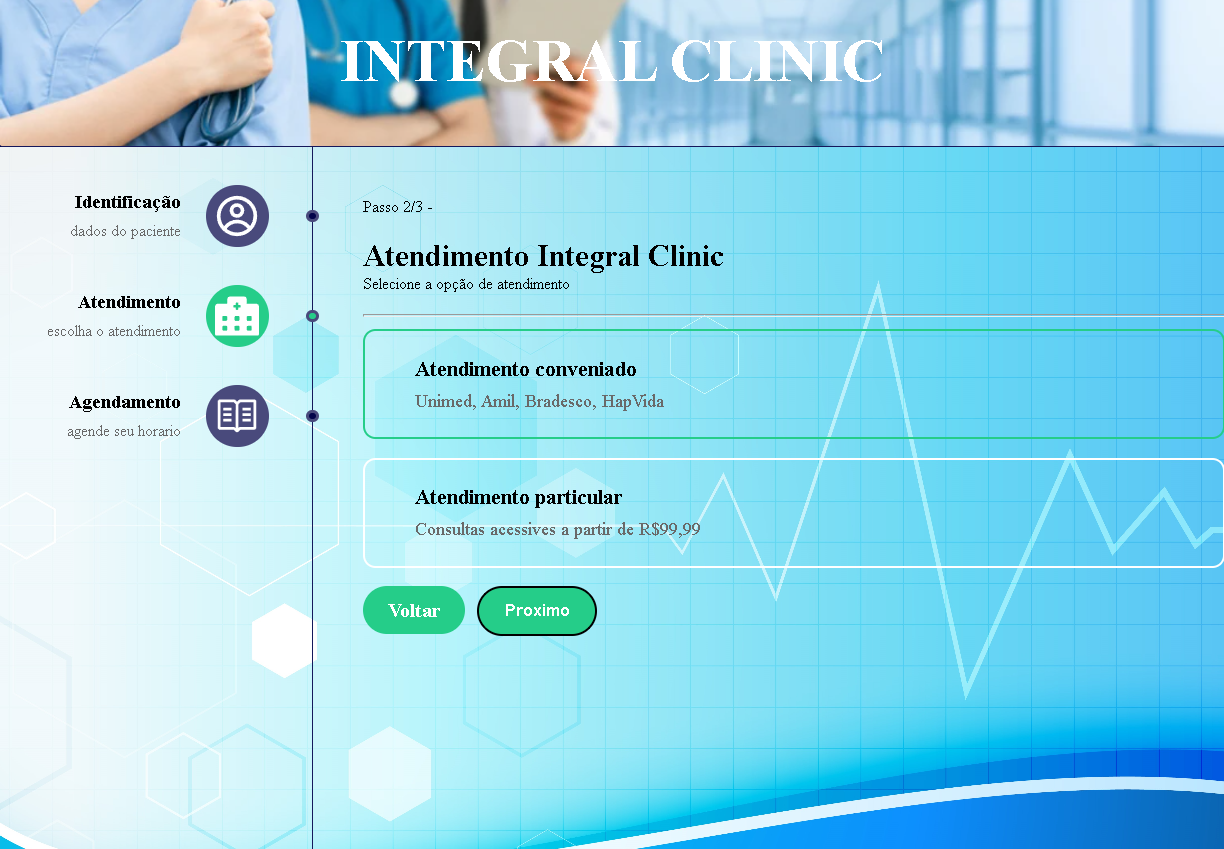 INTEGRAL CLINIC
Identificação
dados do paciente
Atendimento
escolha o atendimento
Agendamento
agende seu horario
Passo 2/3 -
Atendimento Integral Clinic
Selecione a opção de atendimento
Atendimento conveniado
Unimed, Amil, Bradesco, HapVida
Atendimento particular
Consultas acessives a partir de R$99,99
Voltar
Proximo